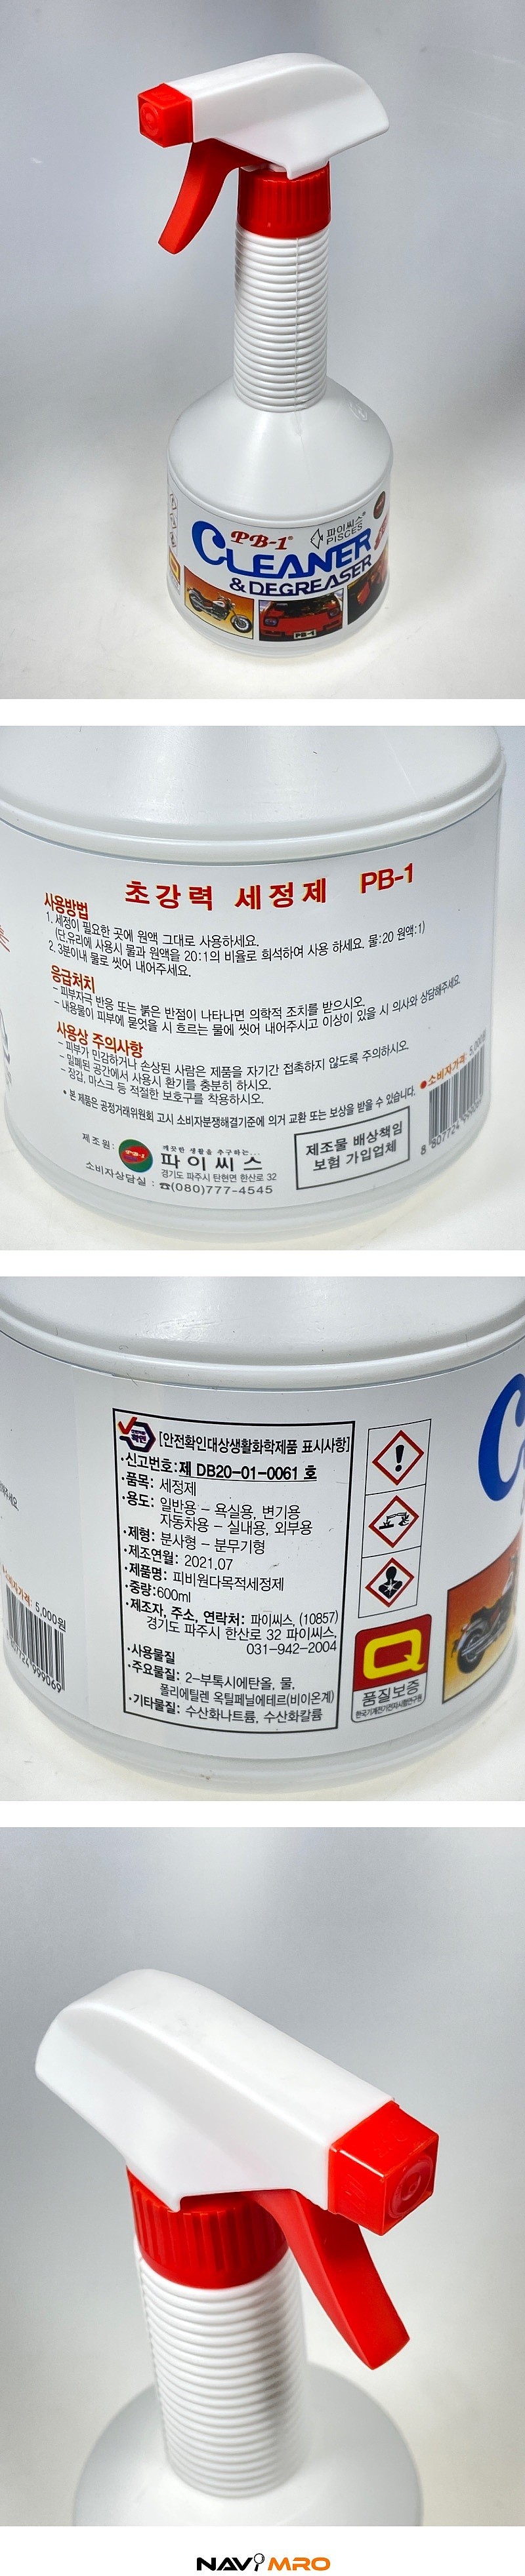 PB-1®
파이씨스®
PISCES
CLEANER
& DEGREASER
PB-1
초강력 세정제 PB-1
사용방법
1. 세정이 필요한 곳에 원액 그대로 사용하세요.
(단,유리에 사용시 물과 원액을 20:1의 비율로 희석하여 사용 하세요. 물:20 원액:1)
2. 3분이내 물로 씻어 내어주세요.
응급처치
- 피부자극 반응 또는 붉은 반점이 나타나면 의학적 조치를 받으시오.
- 내용물이 피부에 묻엇을 시 흐르는 물에 씻어 내어주시고 이상이 있을 시 의사와 상담해주세요.
사용상 주의사항
- 피부가 민감하거나 손상된 사람은 제품을 자기간 접촉하지 않도록 주의하시오.
- 밀폐된 공간에서 사용시 환기를 충분히 하시오.
- 장갑, 마스크 등 적절한 보호구를 착용하시오.
• 본 제품은 공정거래위원회 고시 소비자분쟁해결기준에 의거 교환 또는 보상을 받을 수 있습니다.
●소비자가격: 5,000원
제조원:
PB-1
깨끗한 생활을 추구하는...
파이씨스
경기도 파주시 탄현면 한산로 32
소비자상담실 : ☎(080)777-4545
제조물 배상책임
보험 가입업체
확인
[안전확인대상생활화학제품 표시사항]
·신고번호:제 DB20-01-0061 호
·품목: 세정제
·용도: 일반용 - 욕실용, 변기용
자동차용 - 실내용, 외부용
·제형: 분사형 - 분무기형
·제조연월: 2021.07
·제품명: 피비원다목적세정제
·중량:600ml
·제조자, 주소, 연락처: 파이씨스, (10857)
경기도 파주시 한산로 32 파이씨스,
031-942-2004
·사용물질
·주요물질: 2-부톡시에탄올, 물,
폴리에틸렌 옥틸페닐에테르(비이온계)
·기타물질: 수산화나트륨, 수산화칼륨
5,000원
999069
Q
품질보증
한국기계전기전자시험연구원
C
NAVIMRO